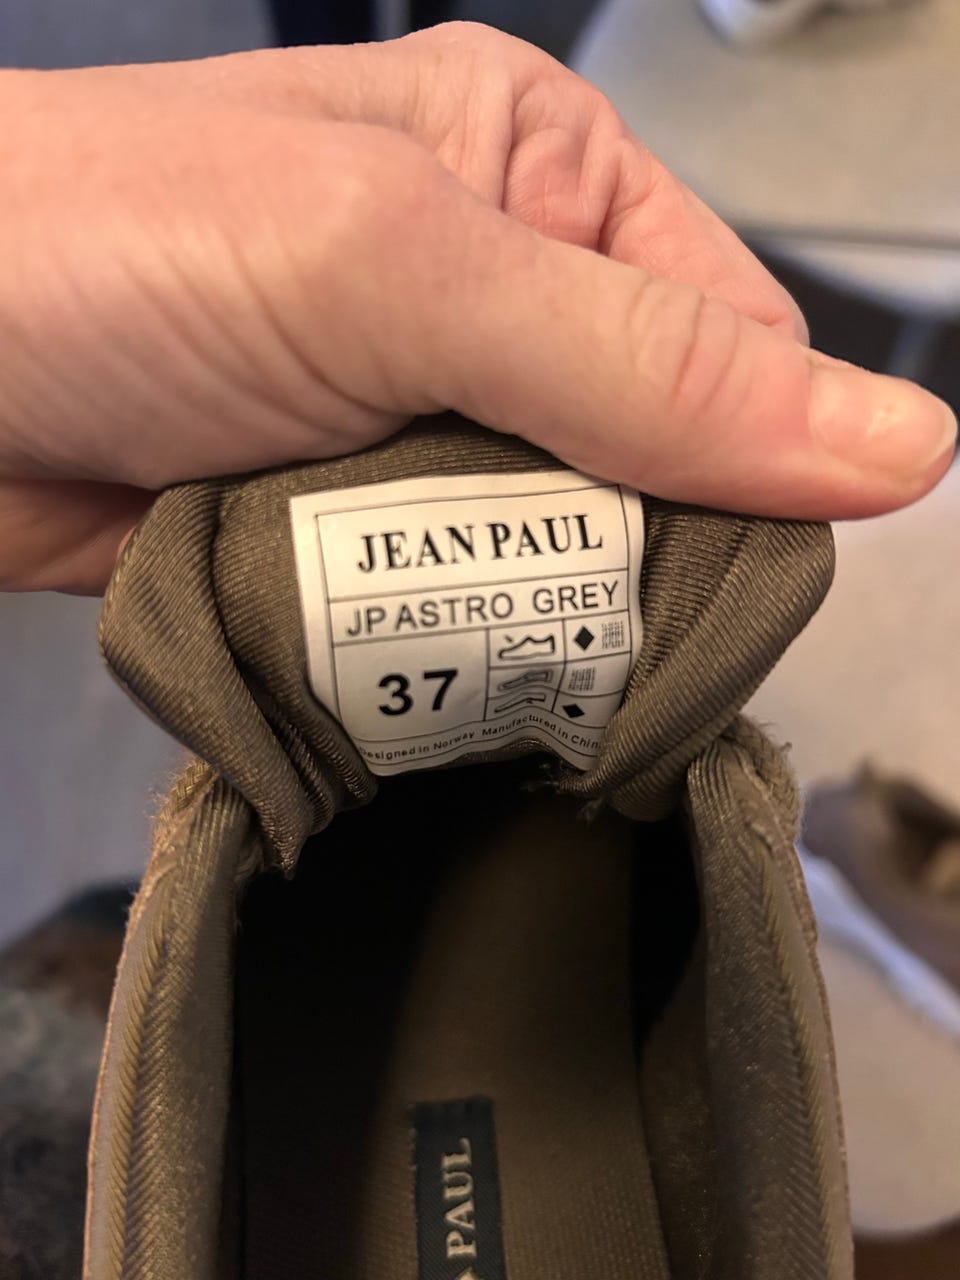 JEAN PAUL
JP ASTRO GREY
37
Designed in Norway Manufactured in China
PAUL